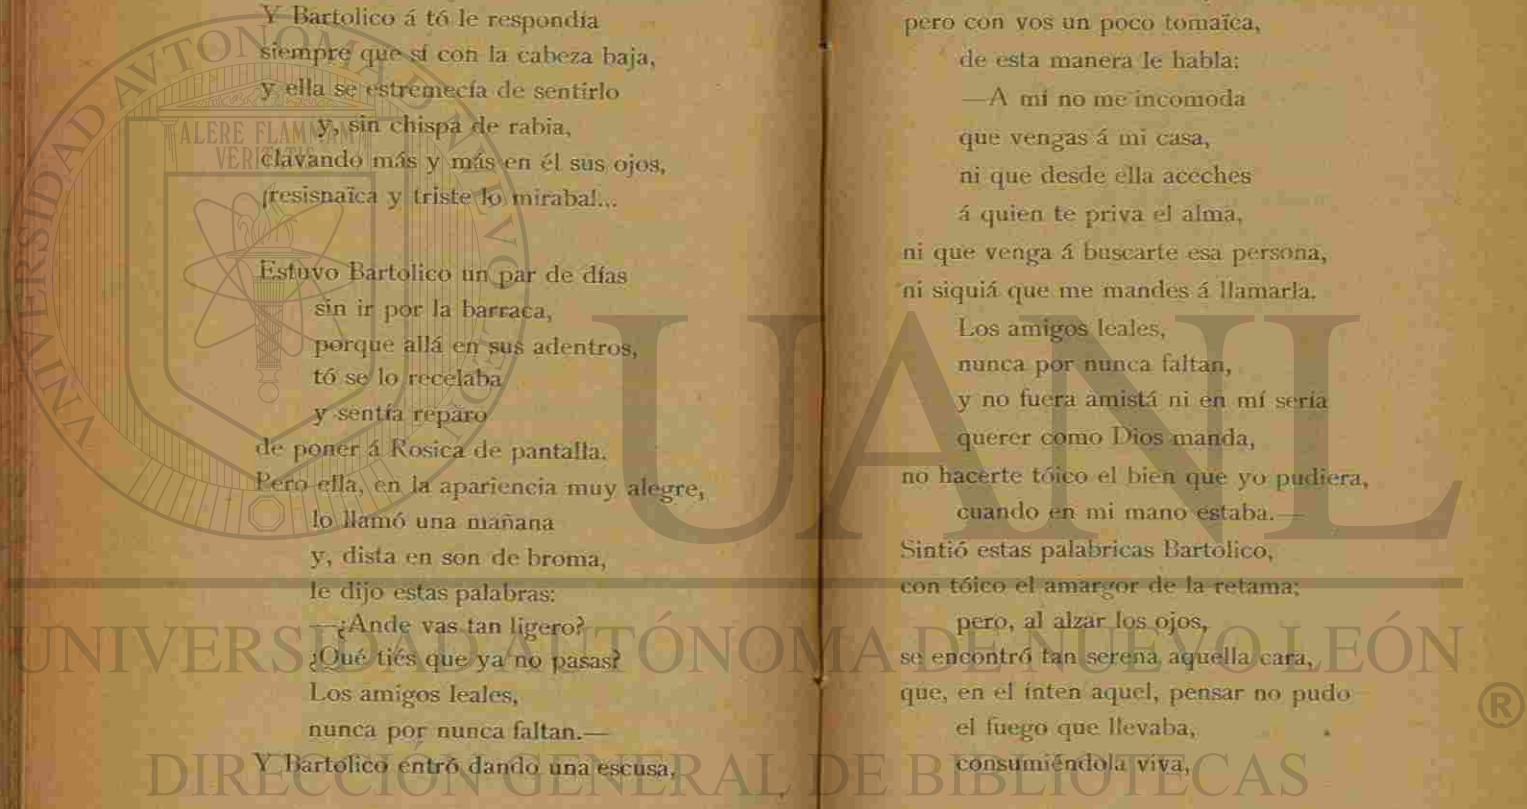 Y Bartolico á tó le respondía
siempre que sí con la cabeza baja,
y ella se estremecía de sentirlo
y, sin chispa de rabia,
clavando más y más en él sus ojos,
¡resisnaïca y triste lo miraba!...
Estuvo Bartolico un par de días
sin ir por la barraca,
porque allá en sus adentros,
tó se lo recelaba
y sentía repäro
de poner á Rosica de pantalla.
Pero ella, en la apariencia muy alegre,
lo llamó una mañana
y, dista en son de broma,
le dijo estas palabras:
—¿Ande vas tan ligero?
¿Qué tiés que ya no pasas?
Los amigos leales,
nunca por nunca faltan.—
Y Bartolico entró dando una escusa,
pero con vos un poco tomaïca,
de esta manera le habla:
—A mí no me incomoda
que vengas á mi casa,
ni que desde ella aceches
á quien te priva el alma,
ni que venga á buscarte esa persona,
ni siquiá que me mandes á llamarla.
Los amigos leales,
nunca por nunca faltan,
y no fuera amistá ni en mí sería
querer como Dios manda,
no hacerte tóico el bien que yo pudiera,
cuando en mi mano estaba.—
Sintió estas palabricas Bartolico,
con tóico el amargor de la retama;
pero, al alzar los ojos,
se encontró tan serena aquella cara,
que, en el ínten aquel, pensar no pudo
el fuego que llevaba,
consumiéndola viva,
UNIVERSIDAD AUTONOMA DE NUEVO LEON
ALERE FLAMMAM
VERITATIS
UANL
UNIVERSIDAD AUTÓNOMA DE NUEVO LEÓN
®
DIRECCIÓN GENERAL DE BIBLIOTECAS